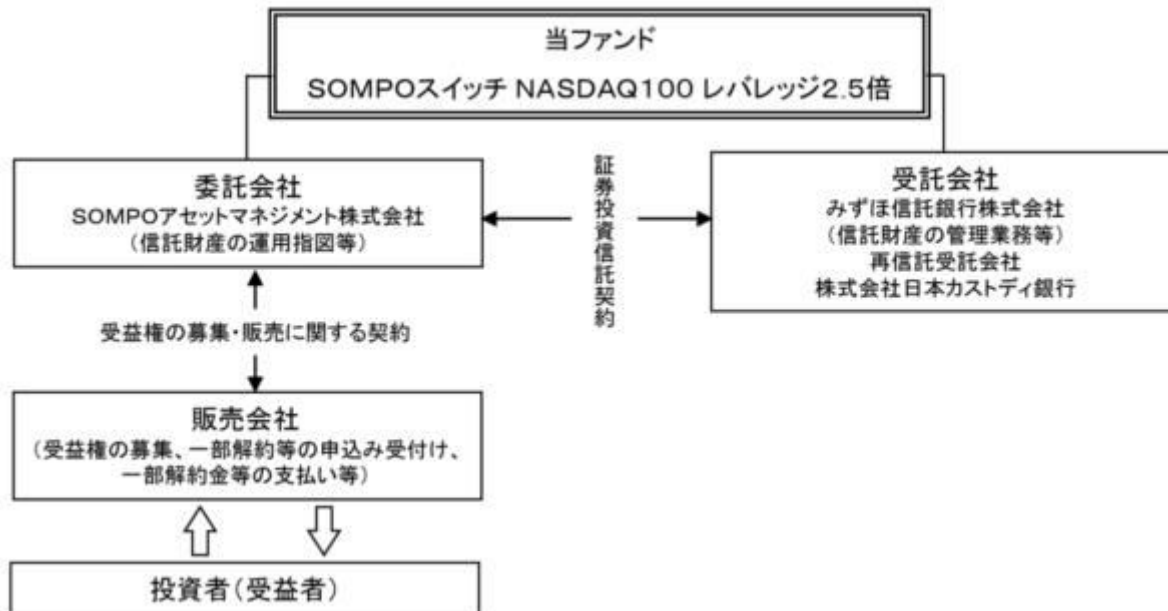 当ファンド
SOMPOスイッチ NASDAQ100 レバレッジ2.5倍
委託会社
SOMPOアセットマネジメント株式会社
（信託財産の運用指図等）
証券投資信託契約
受託会社
みずほ信託銀行株式会社
（信託財産の管理業務等）
再信託受託会社
株式会社日本カストディ銀行
受益権の募集・販売に関する契約
販売会社
（受益権の募集、一部解約等の申込み受付け、
一部解約金等の支払い等）
投資者（受益者）